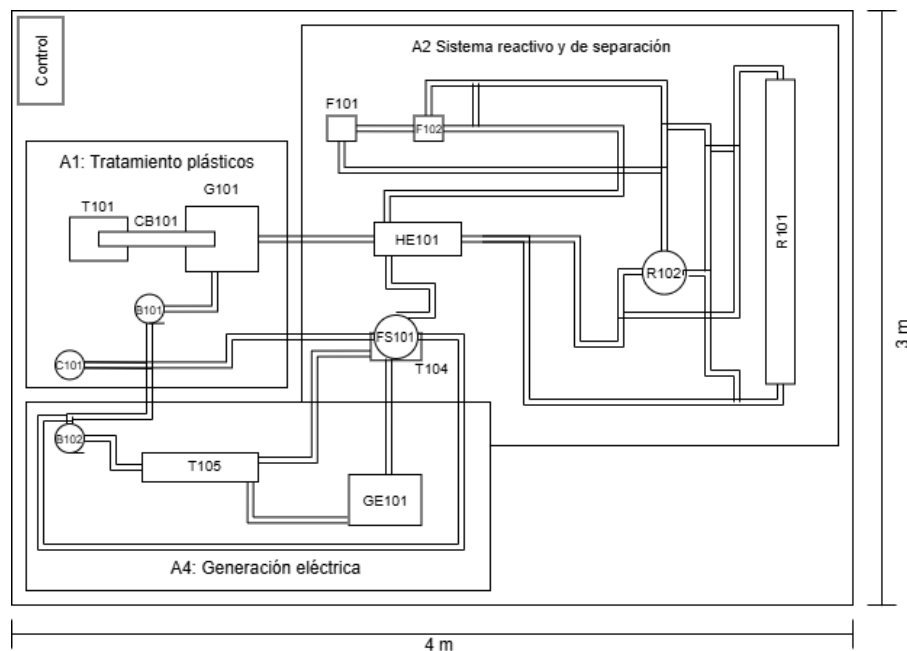 Control
A2 Sistema reactivo y de separación
F101
F102
A1: Tratamiento plásticos
G101
T101
CB101
HE101
R101
R102
B101
FS101
C101
T104
3 m
B102
T105
GE101
A4: Generación eléctrica
4 m